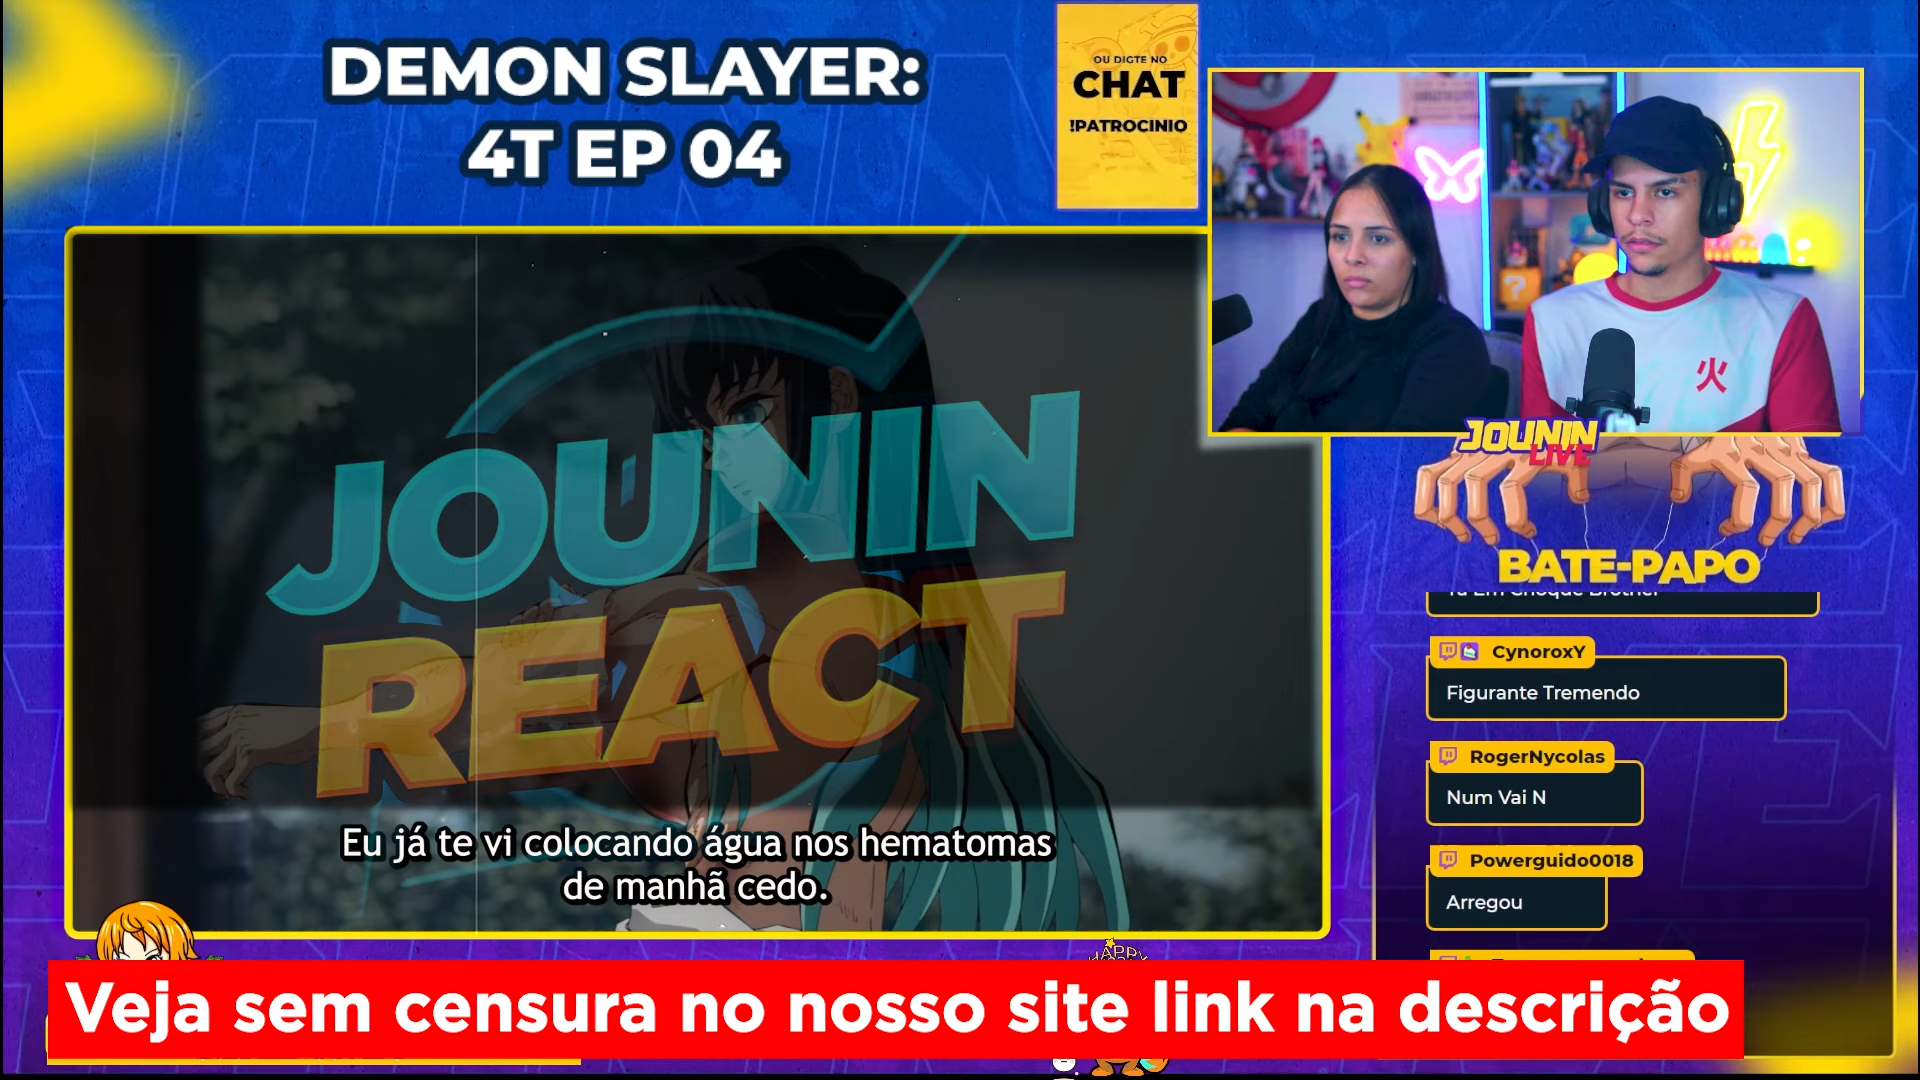 DEMON SLAYER:
4T EP 04
OU DIGTE NO
CHAT
!PATROCINIO
火
JOUNIN
LIVE
JOUNIN
REACT
Eu já te vi colocando água nos hematomas
de manhã cedo.
BATE-PAPO
CynoroxY
Figurante Tremendo
RogerNycolas
Num Vai N
Powerguido0018
Arregou
HAPPY
Veja sem censura no nosso site link na descrição